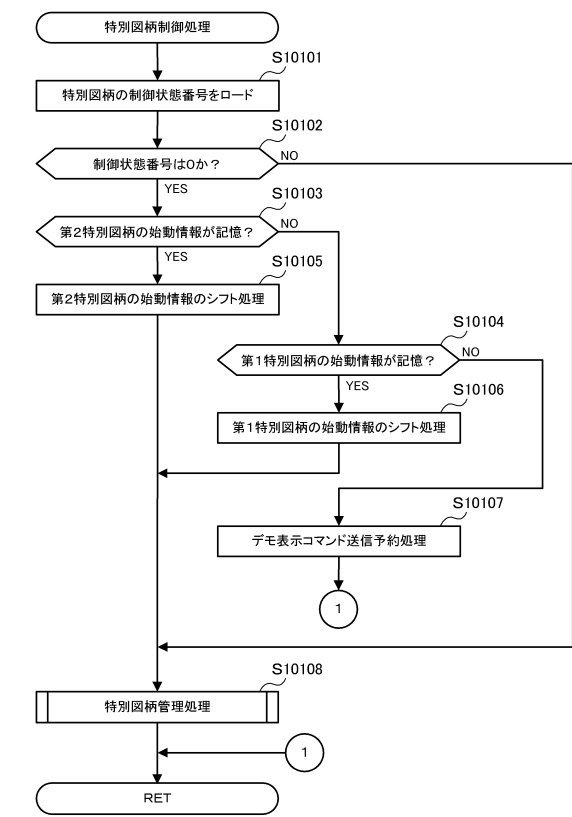 特別図柄制御処理
S10101
特別図柄の制御状態番号をロード
S10102
制御状態番号は0か？
NO
YES
S10103
第2特別図柄の始動情報が記憶？
NO
YES
S10105
第2特別図柄の始動情報のシフト処理
S10104
第1特別図柄の始動情報が記憶？
NO
YES
S10106
第1特別図柄の始動情報のシフト処理
S10107
デモ表示コマンド送信予約処理
1
S10108
特別図柄管理処理
1
RET